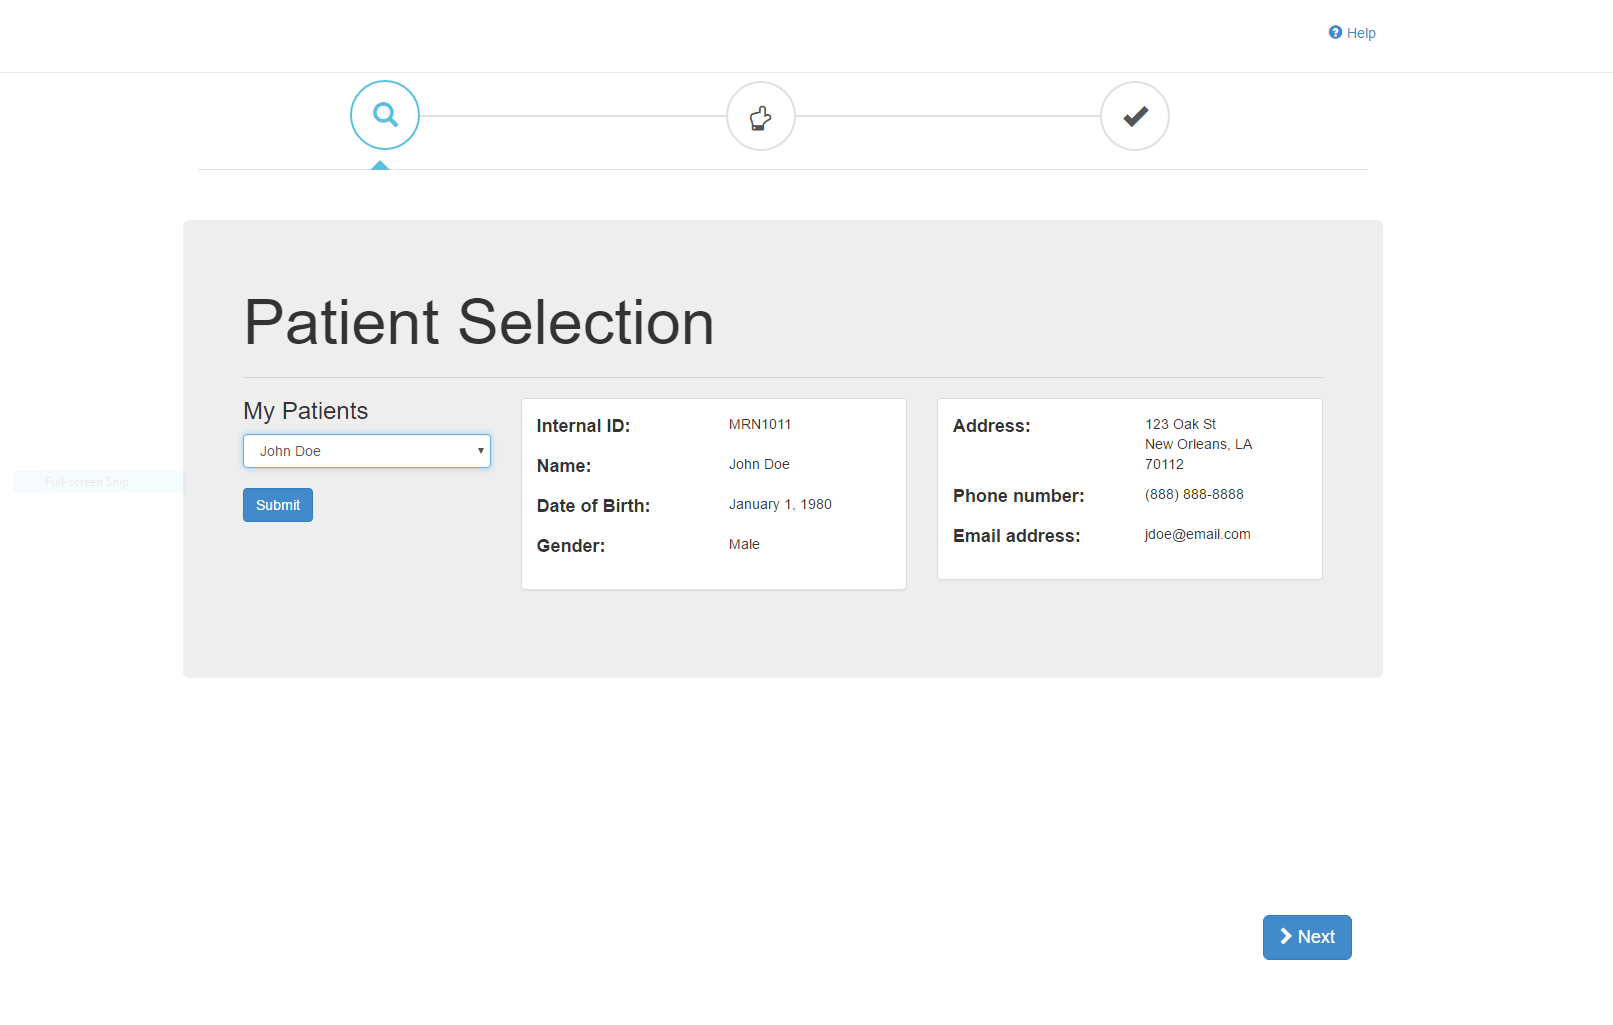 Help
Patient Selection
My Patients
John Doe
Submit
Full-screen Snip
Internal ID: MRN1011
Name: John Doe
Date of Birth: January 1, 1980
Gender: Male
Address: 123 Oak St
New Orleans, LA
70112
Phone number: (888) 888-8888
Email address: jdoe@email.com
Next